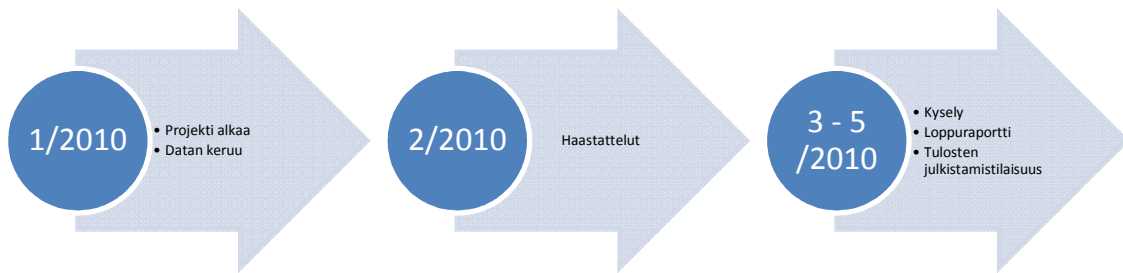 1/2010
• Projekti alkaa
• Datan keruu
2/2010
Haastattelut
3 - 5
/2010
• Kysely
• Loppuraportti
• Tulosten
julkistamistilaisuus